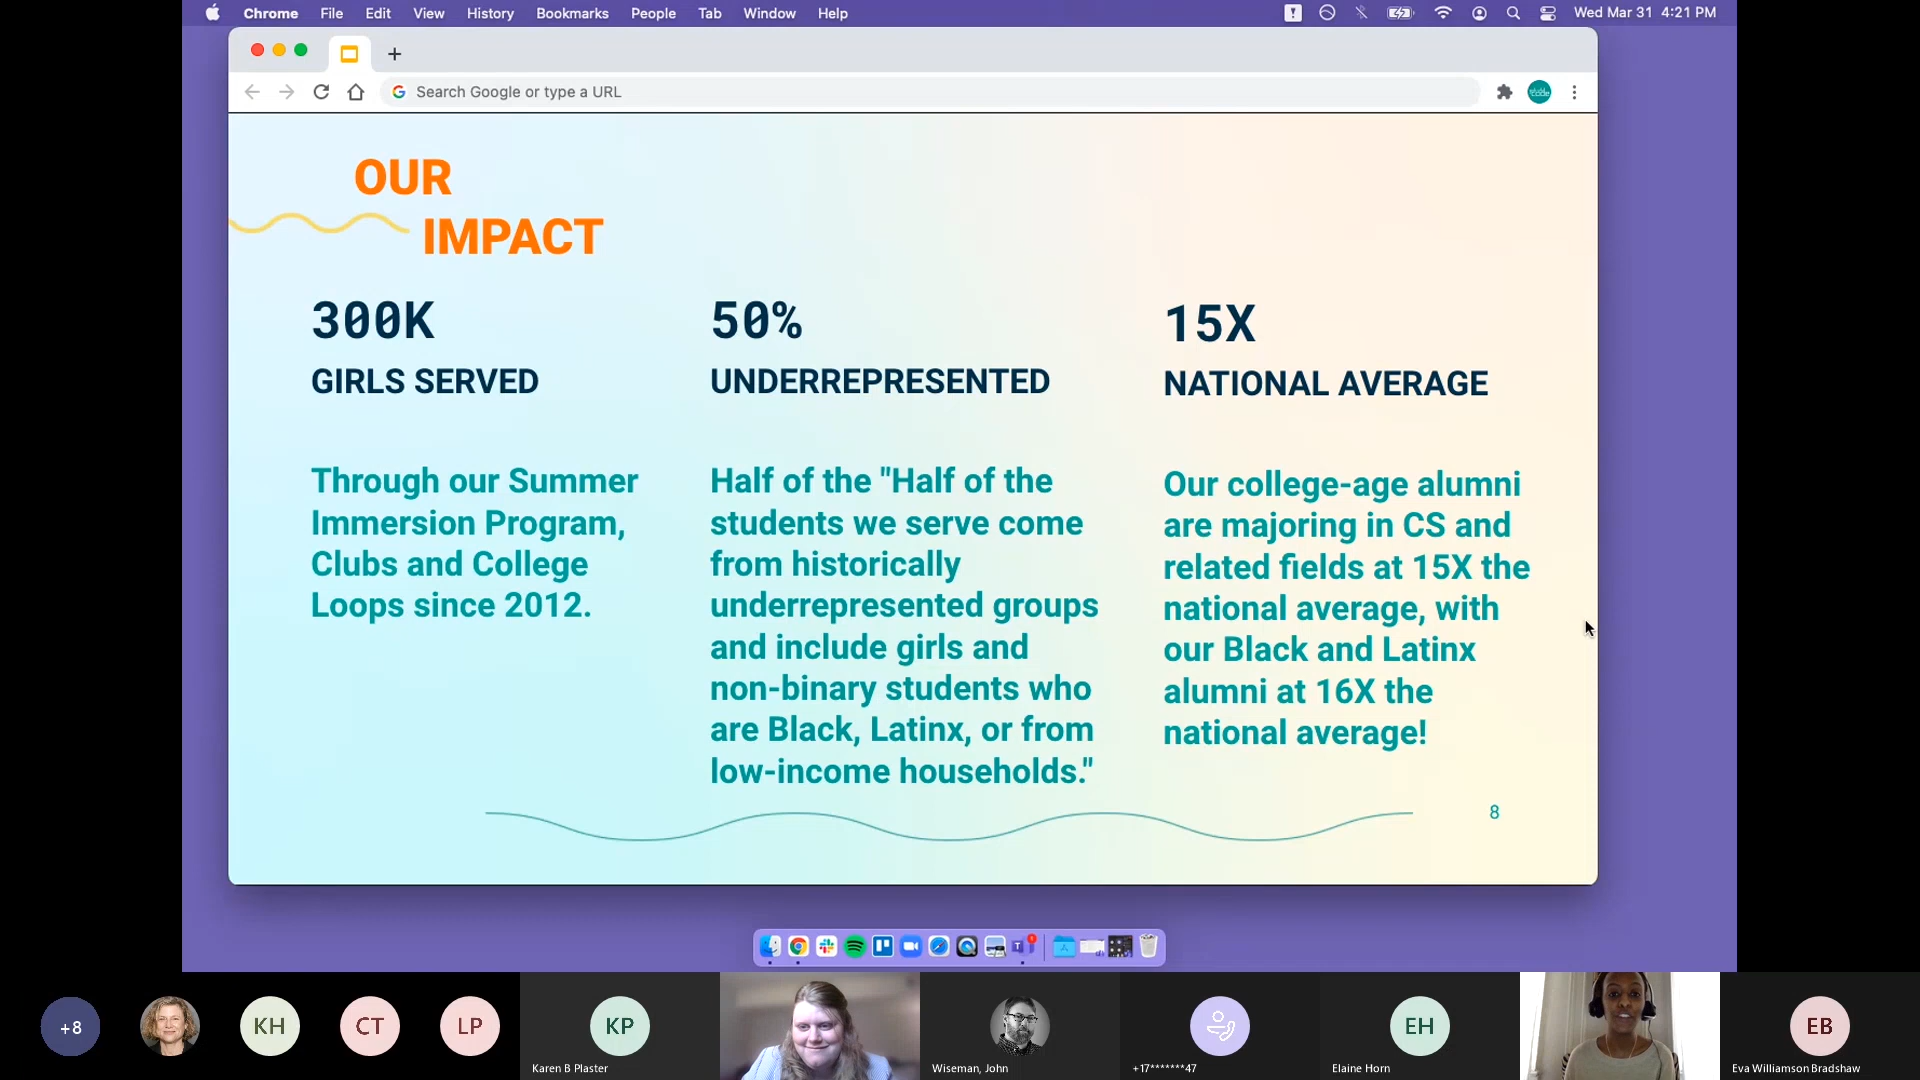 Chrome File Edit View History Bookmarks People Tab Window Help
Wed Mar 31 4:21 PM
Search Google or type a URL
OUR
IMPACT
300K
GIRLS SERVED
Through our Summer
Immersion Program,
Clubs and College
Loops since 2012.
50%
UNDERREPRESENTED
Half of the "Half of the
students we serve come
from historically
underrepresented groups
and include girls and
non-binary students who
are Black, Latinx, or from
low-income households."
15X
NATIONAL AVERAGE
Our college-age alumni
are majoring in CS and
related fields at 15X the
national average, with
our Black and Latinx
alumni at 16X the
national average!
8
+8
KH
CT
LP
KP
Karen B Plaster
Wiseman, John
+17*******47
EH
Elaine Horn
EB
Eva Williamson Bradshaw